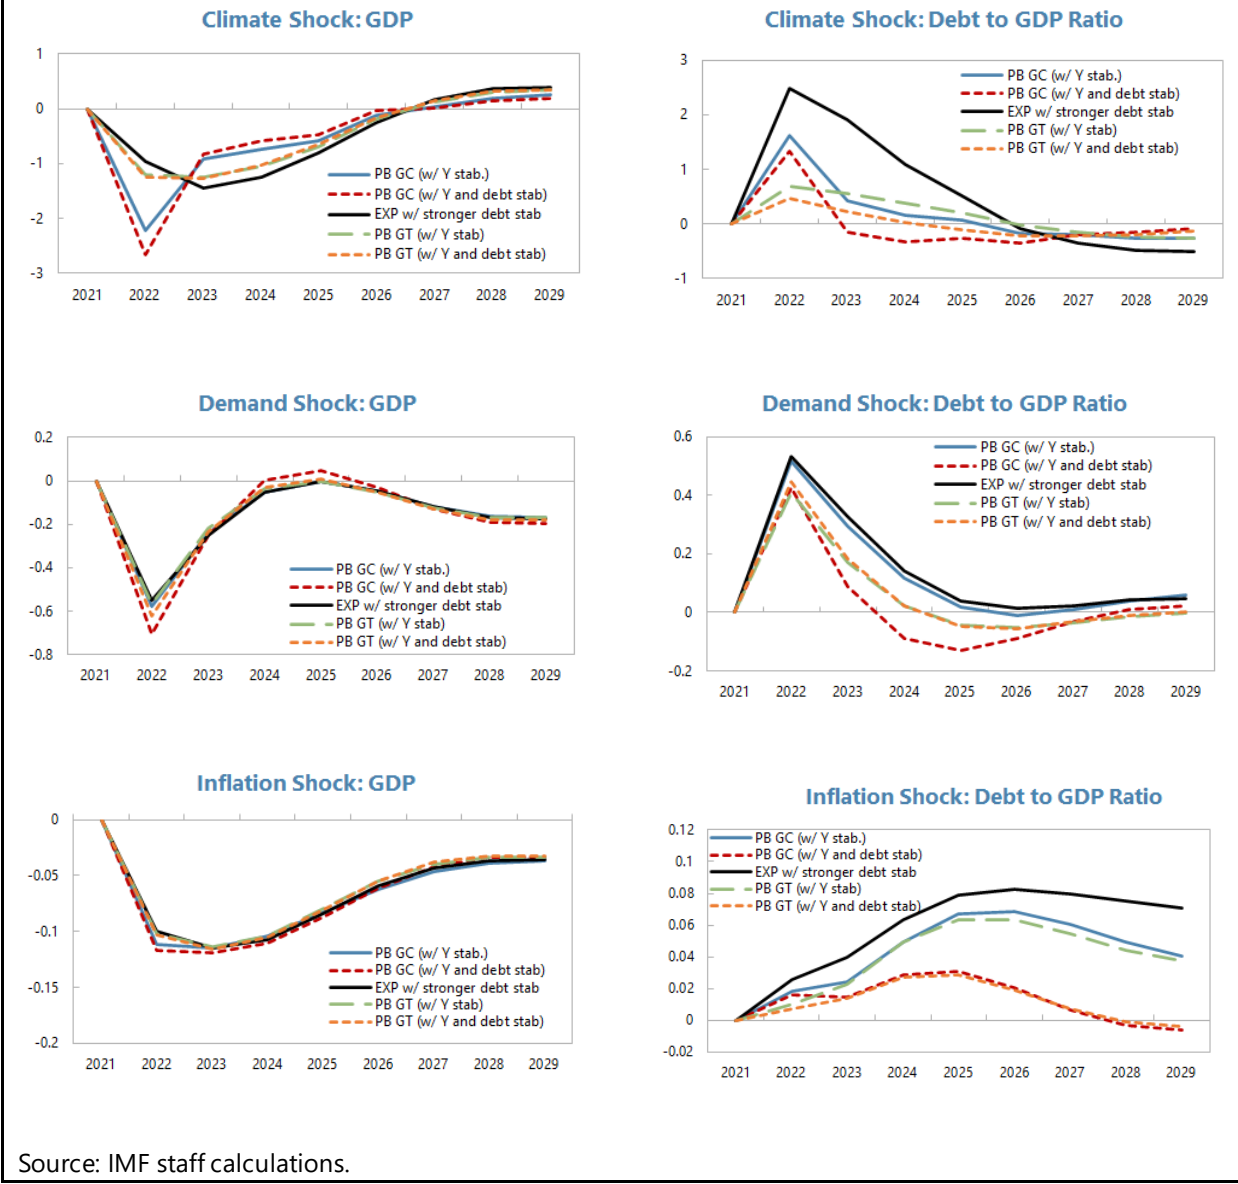 Climate Shock: GDP
1
0
-1
-2
-3
2021 2022 2023 2024 2025 2026 2027 2028 2029
PB GC (w/ Y stab.)
PB GC (w/ Y and debt stab)
EXP w/ stronger debt stab
PB GT (w/ Y stab)
PB GT (w/ Y and debt stab)
Climate Shock: Debt to GDP Ratio
3
2
1
0
-1
2021 2022 2023 2024 2025 2026 2027 2028 2029
PB GC (w/ Y stab.)
PB GC (w/ Y and debt stab)
EXP w/ stronger debt stab
PB GT (w/ Y stab)
PB GT (w/ Y and debt stab)
Demand Shock: GDP
0.2
0
-0.2
-0.4
-0.6
-0.8
2021 2022 2023 2024 2025 2026 2027 2028 2029
PB GC (w/ Y stab.)
PB GC (w/ Y and debt stab)
EXP w/ stronger debt stab
PB GT (w/ Y stab)
PB GT (w/ Y and debt stab)
Demand Shock: Debt to GDP Ratio
0.6
0.4
0.2
0
-0.2
2021 2022 2023 2024 2025 2026 2027 2028 2029
PB GC (w/ Y stab.)
PB GC (w/ Y and debt stab)
EXP w/ stronger debt stab
PB GT (w/ Y stab)
PB GT (w/ Y and debt stab)
Inflation Shock: GDP
0
-0.05
-0.1
-0.15
-0.2
2021 2022 2023 2024 2025 2026 2027 2028 2029
PB GC (w/ Y stab.)
PB GC (w/ Y and debt stab)
EXP w/ stronger debt stab
PB GT (w/ Y stab)
PB GT (w/ Y and debt stab)
Inflation Shock: Debt to GDP Ratio
0.12
0.1
0.08
0.06
0.04
0.02
0
-0.02
2021 2022 2023 2024 2025 2026 2027 2028 2029
PB GC (w/ Y stab.)
PB GC (w/ Y and debt stab)
EXP w/ stronger debt stab
PB GT (w/ Y stab)
PB GT (w/ Y and debt stab)
Source: IMF staff calculations.